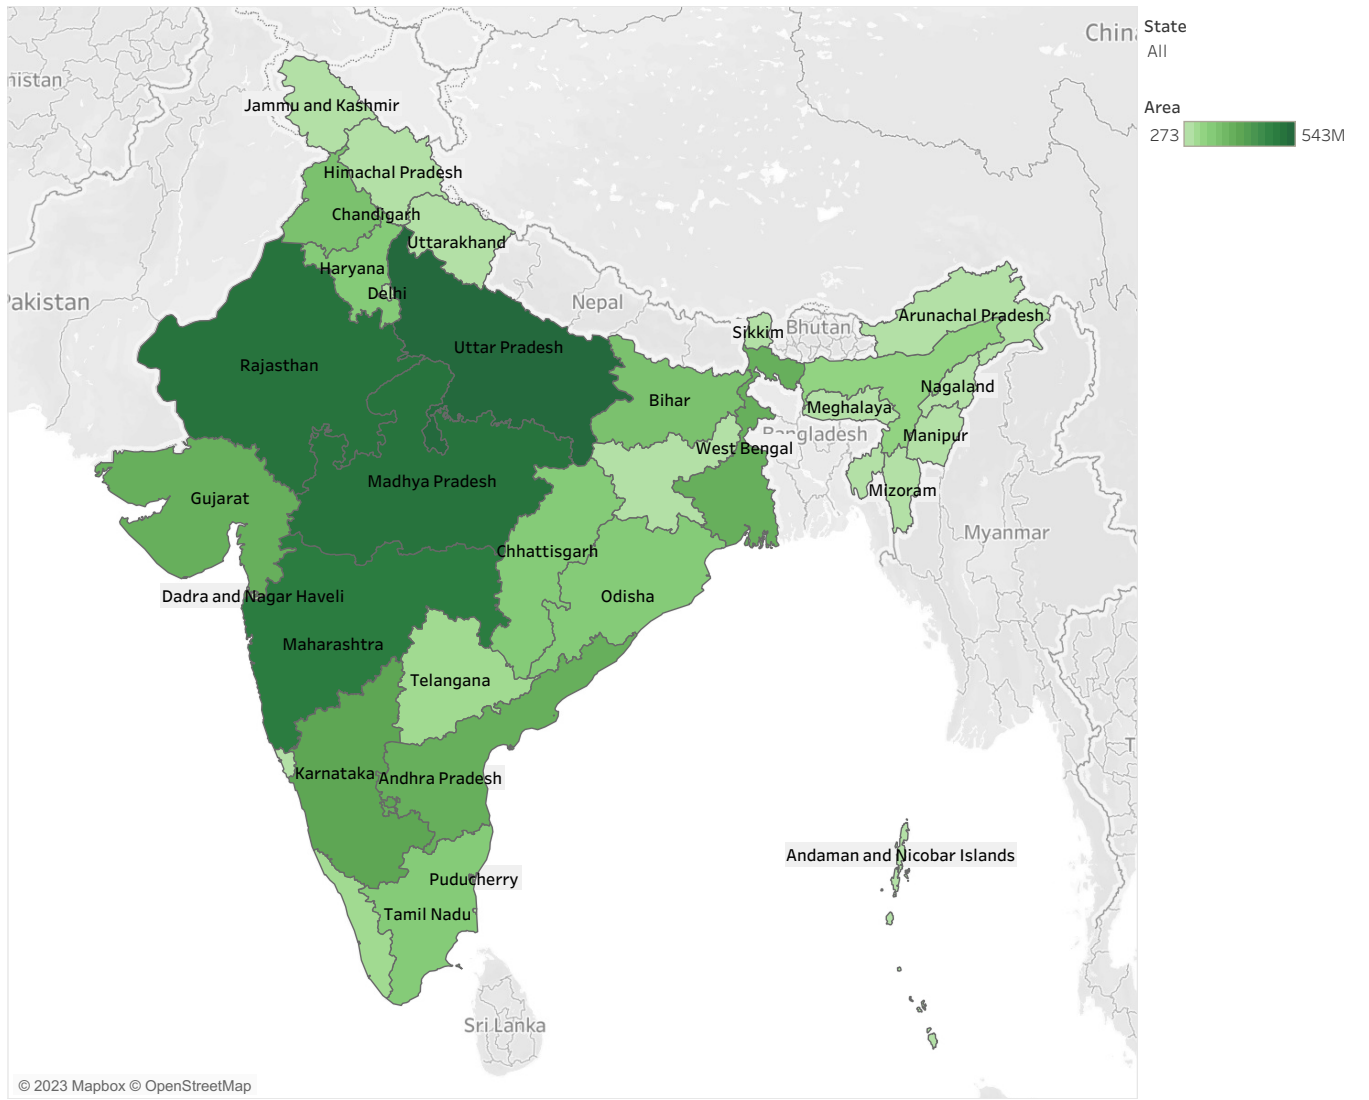 China
State
All
nistan
Area
273
543M
Jammu and Kashmir
Himachal Pradesh
Chandigarh
Uttarakhand
Haryana
Delhi
Pakistan
Nepal
Arunachal Pradesh
Sikkim
Bhutan
Uttar Pradesh
Rajasthan
Nagaland
Bihar
Meghalaya
Bangladesh
Manipur
West Bengal
Madhya Pradesh
Mizoram
Gujarat
Myanmar
Chhattisgarh
Dadra and Nagar Haveli
Odisha
Maharashtra
Telangana
T
Karnataka
Andhra Pradesh
Andaman and Nicobar Islands
Puducherry
Tamil Nadu
Sri Lanka
© 2023 Mapbox © OpenStreetMap